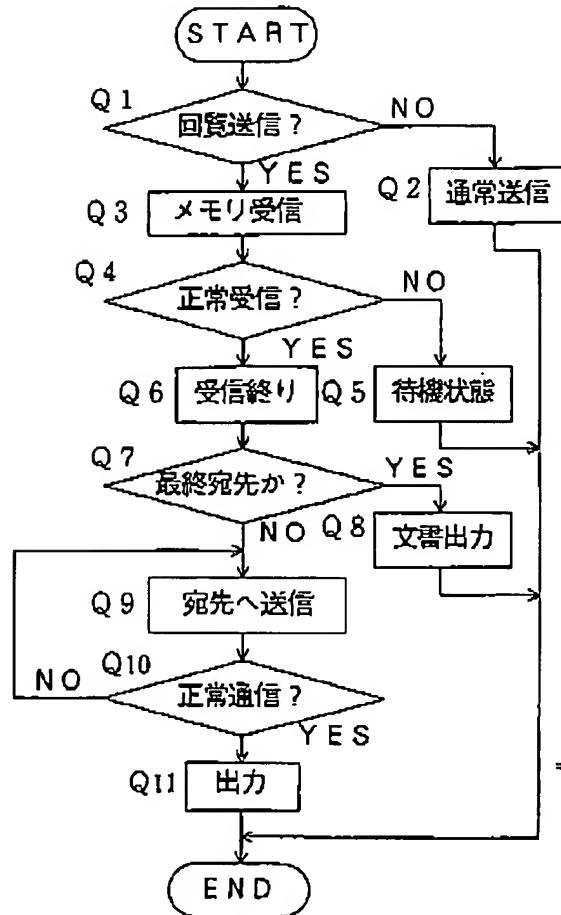 START
Q1
回覧送信?
NO
YES
Q2
通常送信
Q3
メモリ受信
Q4
正常受信?
NO
YES
Q6
受信終り
Q5
待機状態
Q7
最終宛先か?
YES
NO
Q8
文書出力
Q9
宛先へ送信
Q10
正常通信?
NO
YES
Q11
出力
END